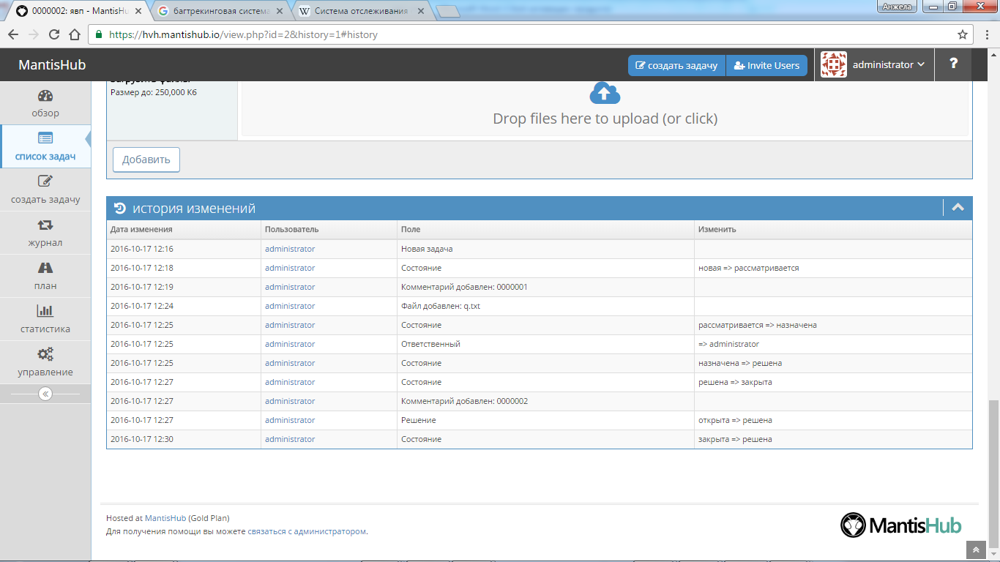 0000002: явп - MantisHu
багтрекинговая система
Система отслеживания
Анжела
https://hvh.mantishub.io/view.php?id=2&history=1#history
MantisHub
создать задачу
Invite Users
administrator
?
обзор
список задач
создать задачу
журнал
план
статистика
управление
Размер до: 250,000 Кб
Drop files here to upload (or click)
Добавить
история изменений
Дата изменения Пользователь Поле Изменить
2016-10-17 12:16 administrator Новая задача
2016-10-17 12:18 administrator Состояние новая => рассматривается
2016-10-17 12:19 administrator Комментарий добавлен: 0000001
2016-10-17 12:24 administrator Файл добавлен: q.txt
2016-10-17 12:25 administrator Состояние рассматривается => назначена
2016-10-17 12:25 administrator Ответственный => administrator
2016-10-17 12:25 administrator Состояние назначена => решена
2016-10-17 12:27 administrator Состояние решена => закрыта
2016-10-17 12:27 administrator Комментарий добавлен: 0000002
2016-10-17 12:27 administrator Решение открыта => решена
2016-10-17 12:30 administrator Состояние закрыта => решена
Hosted at MantisHub (Gold Plan)
Для получения помощи вы можете связаться с администратором.
MantisHub